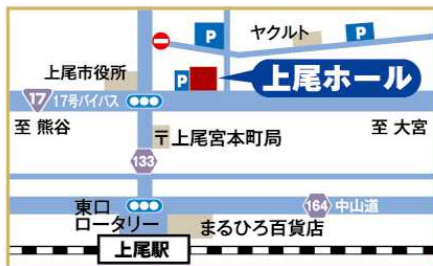 P
ヤクルト
P
上尾市役所
P
上尾ホール
17
17号バイパス
至 熊谷
至 大宮
〒上尾宮本町局
133
東口
ロータリー
164
中山道
まるひろ百貨店
上尾駅